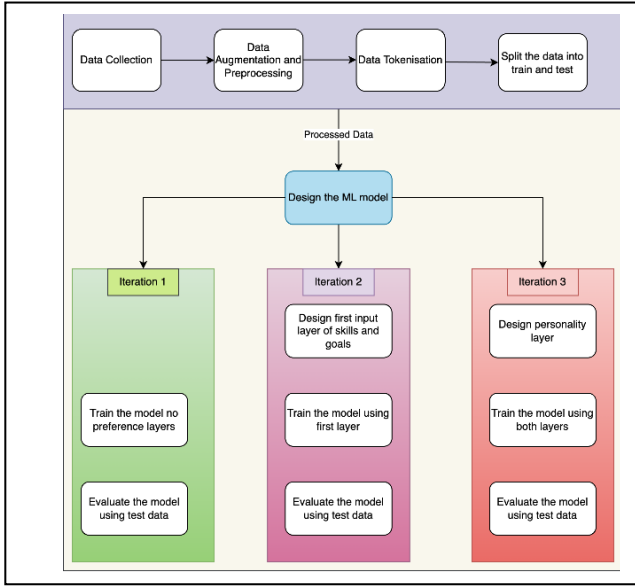 Data Collection
Data
Augmentation and
Preprocessing
Data Tokenisation
Split the data into
train and test
Processed Data
Design the ML model
Iteration 1
Train the model no
preference layers
Evaluate the model
using test data
Iteration 2
Design first input
layer of skills and
goals
Train the model using
first layer
Evaluate the model
using test data
Iteration 3
Design personality
layer
Train the model using
both layers
Evaluate the model
using test data